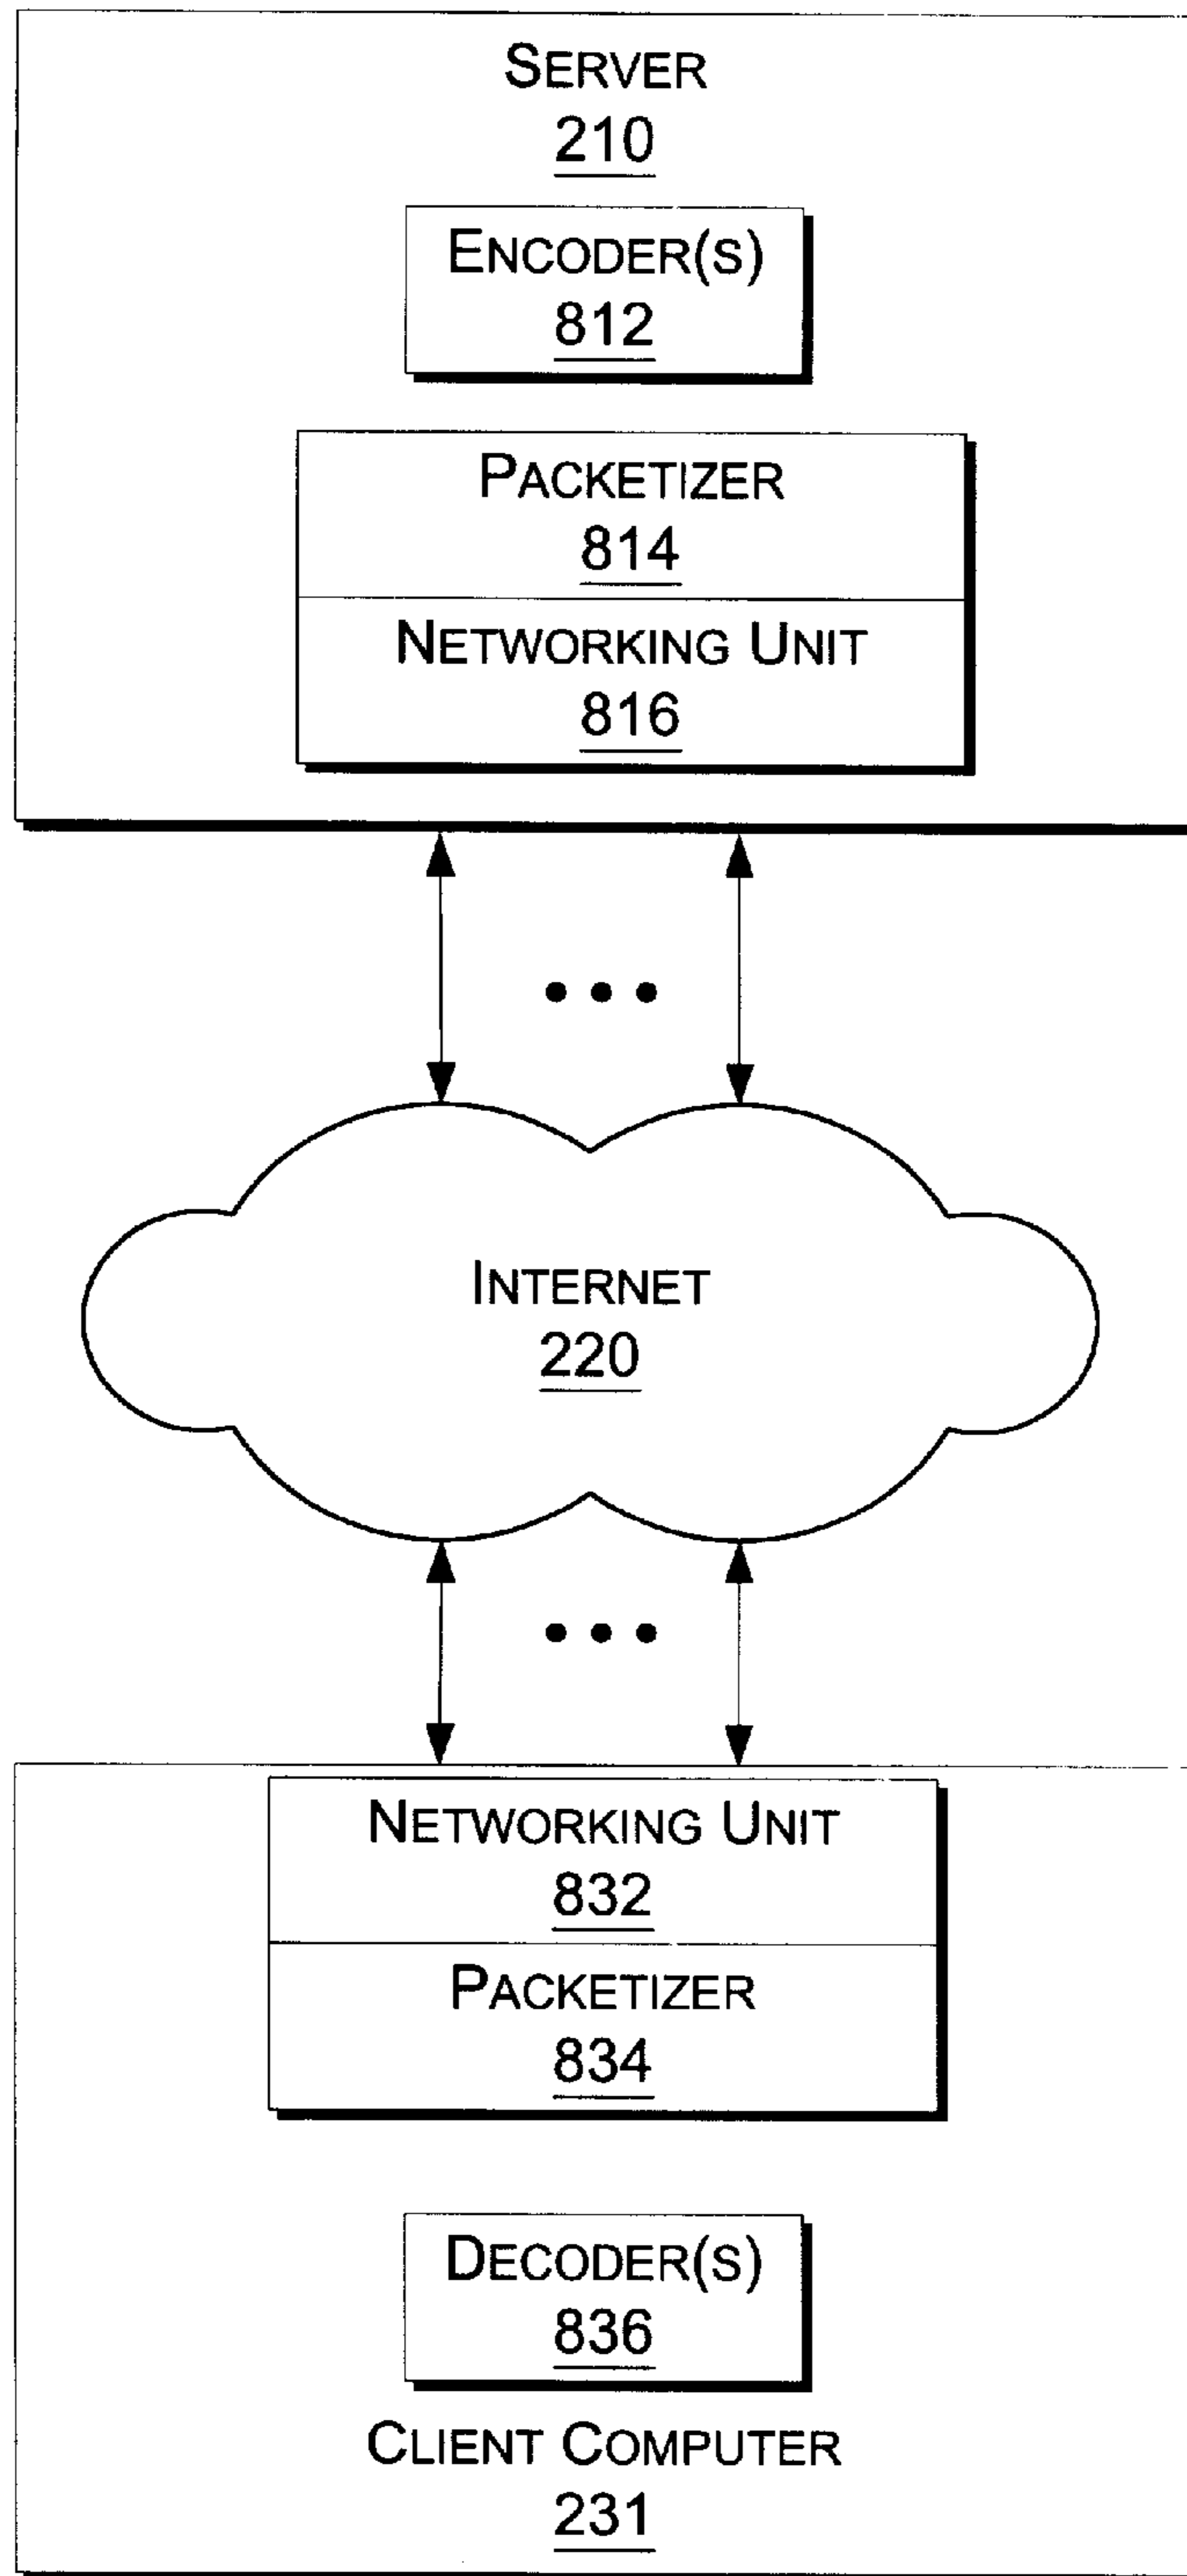 SERVER
210
ENCODER(S)
812
PACKETIZER
814
NETWORKING UNIT
816
INTERNET
220
NETWORKING UNIT
832
PACKETIZER
834
DECODER(S)
836
CLIENT COMPUTER
231